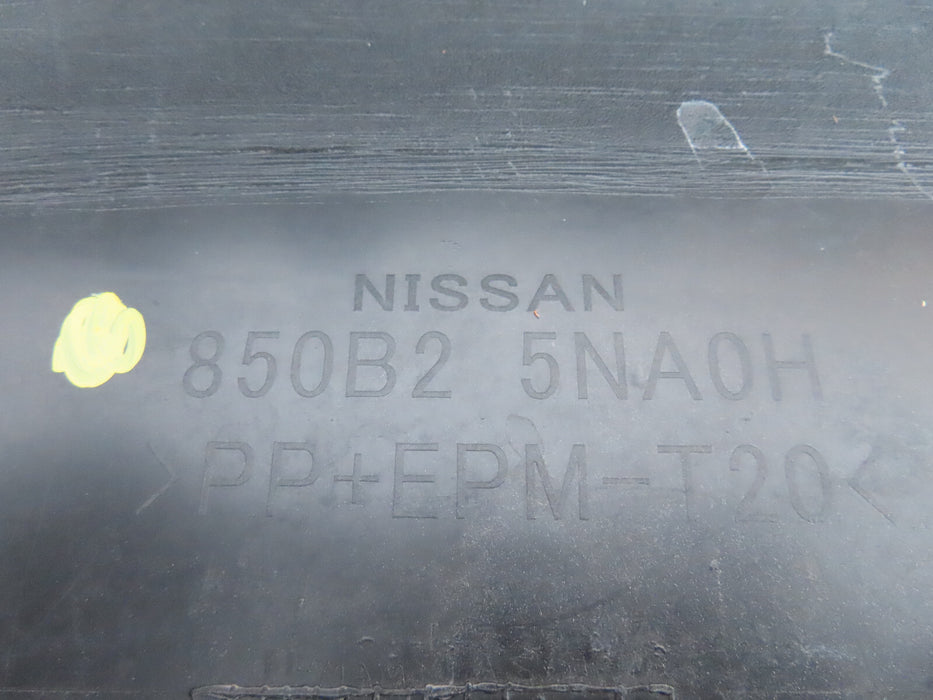 NISSAN
850B2 5NA0H
>PP+EPM-T20<